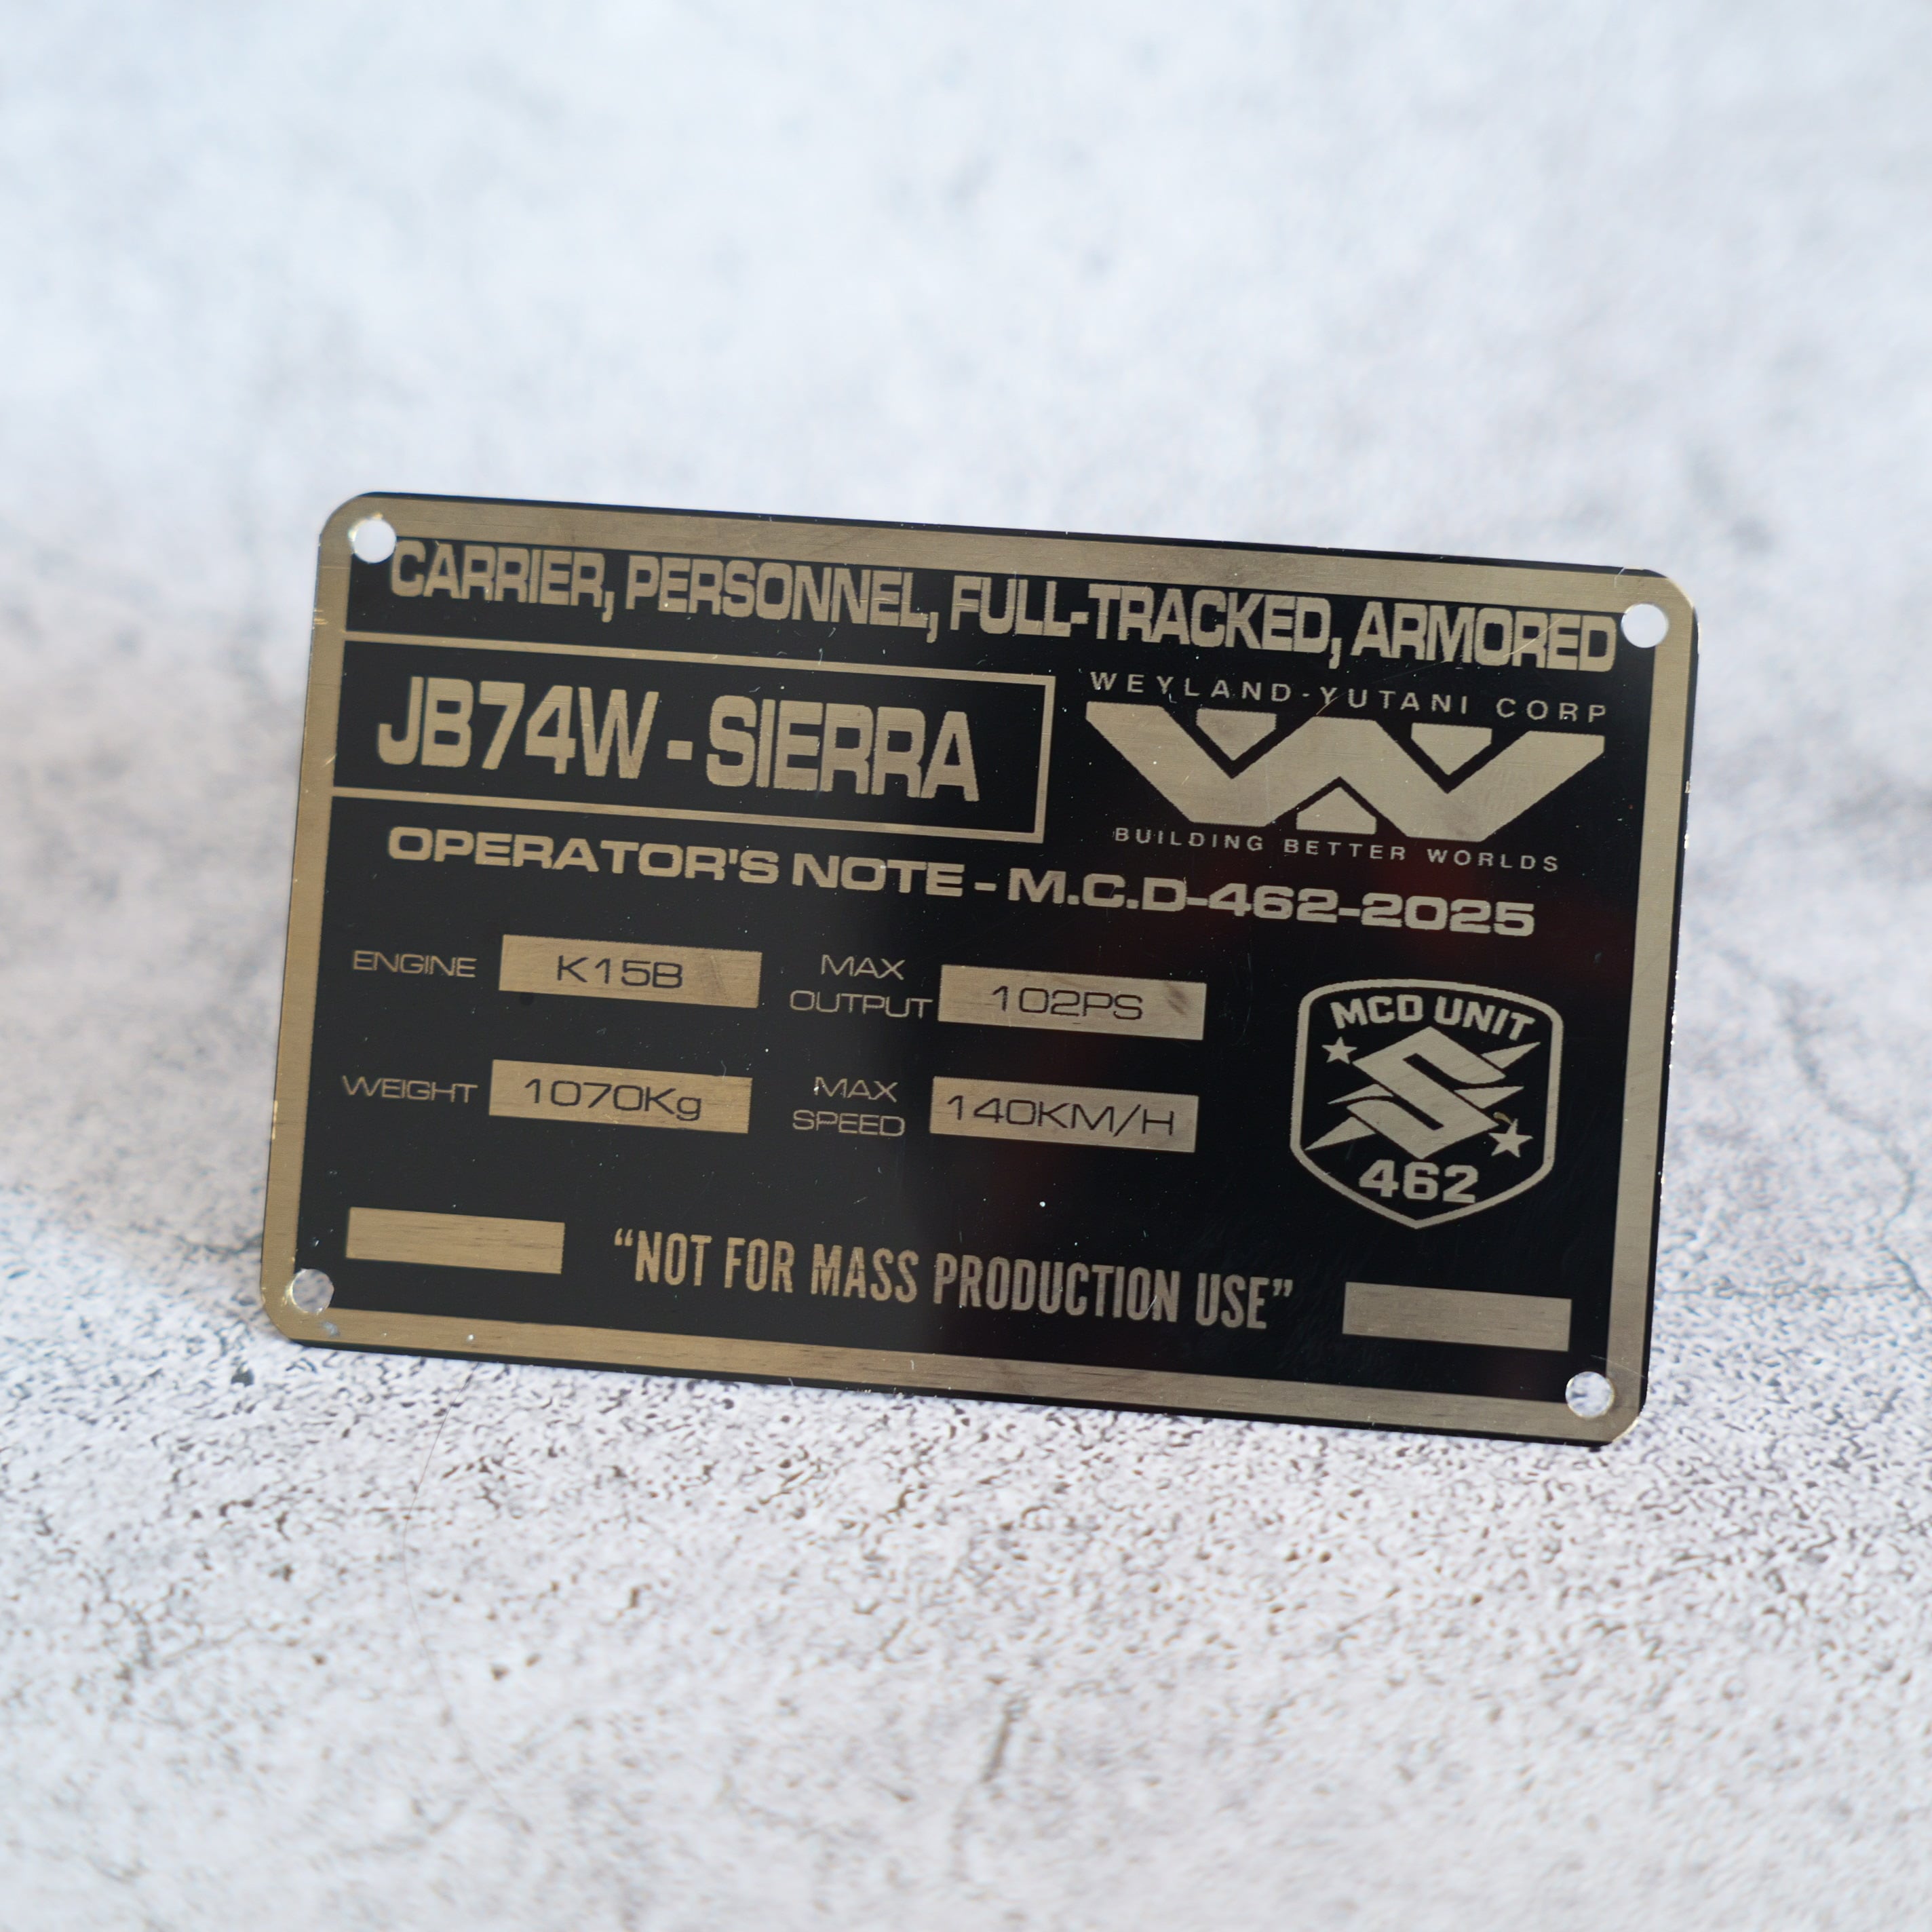 CARRIER, PERSONNEL, FULL-TRACKED, ARMORED
JB74W - SIERRA
WEYLAND-YUTANI CORP
BUILDING BETTER WORLDS
OPERATOR'S NOTE - M.C.D-462-2025
ENGINE K15B
MAX OUTPUT 102PS
WEIGHT 1070Kg
MAX SPEED 140KM/H
MCD UNIT
462
“NOT FOR MASS PRODUCTION USE”